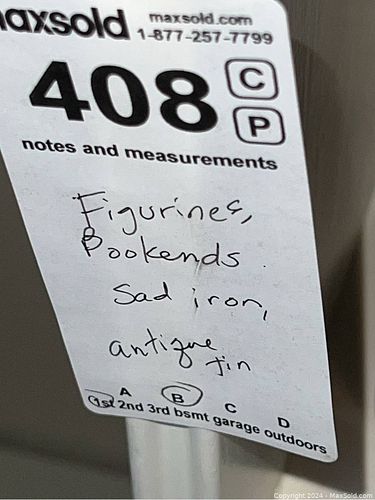 maxsold maxsold.com
1-877-257-7799
408 C
P
notes and measurements
Figurines,
Bookends.
Sad iron,
antique
tin
A B C D
1st 2nd 3rd bsmt garage outdoors
Copyright 2024 - MaxSold.com